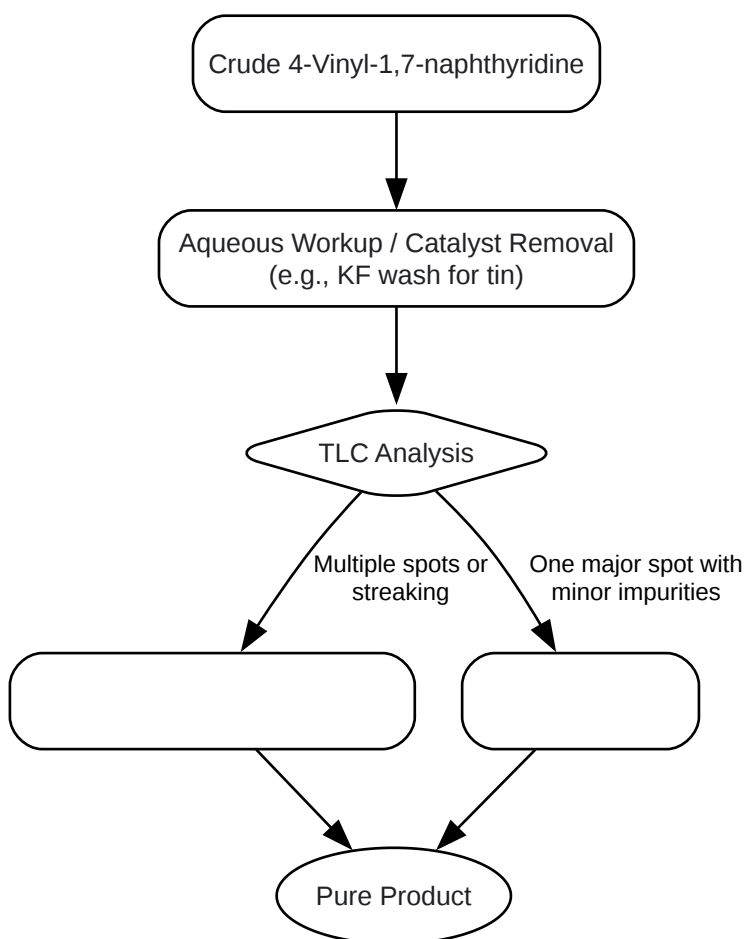 Crude 4-Vinyl-1,7-naphthyridine
Aqueous Workup / Catalyst Removal
(e.g., KF wash for tin)
TLC Analysis
Multiple spots or
streaking
One major spot with
minor impurities
Pure Product